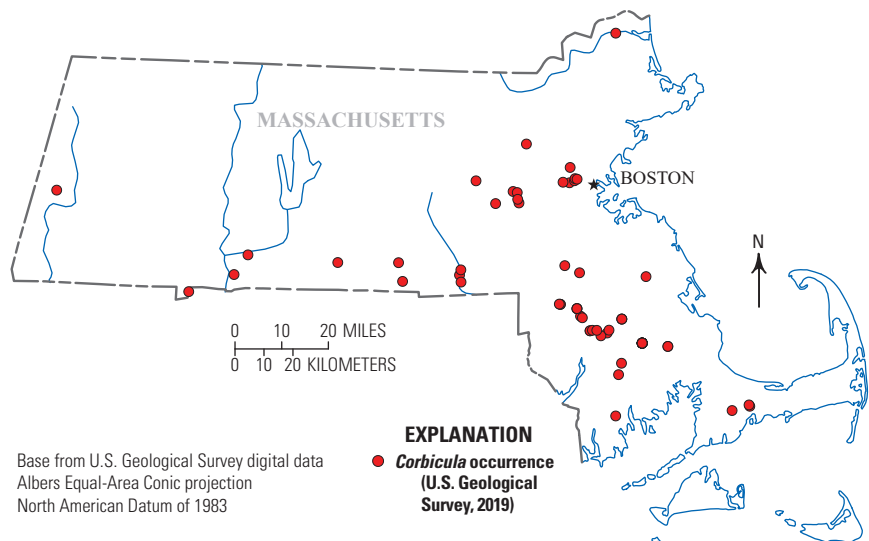 MASSACHUSETTS
BOSTON
N
0 10 20 MILES
0 10 20 KILOMETERS
EXPLANATION
Corbicula occurrence
(U.S. Geological
Survey, 2019)
Base from U.S. Geological Survey digital data
Albers Equal-Area Conic projection
North American Datum of 1983